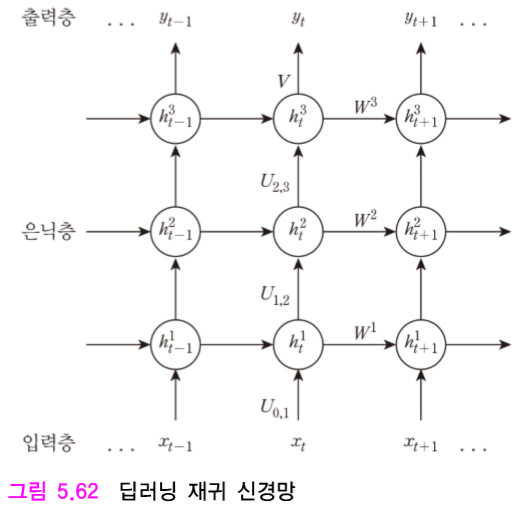 출력층 ... y_{t−1} y_t y_{t+1} ...
V
h^3_{t−1} h^3_t W^3 h^3_{t+1}
U_{2,3}
은닉층 h^2_{t−1} h^2_t W^2 h^2_{t+1}
U_{1,2}
h^1_{t−1} h^1_t W^1 h^1_{t+1}
U_{0,1}
입력층 ... x_{t−1} x_t x_{t+1} ...
그림 5.62 딥러닝 재귀 신경망